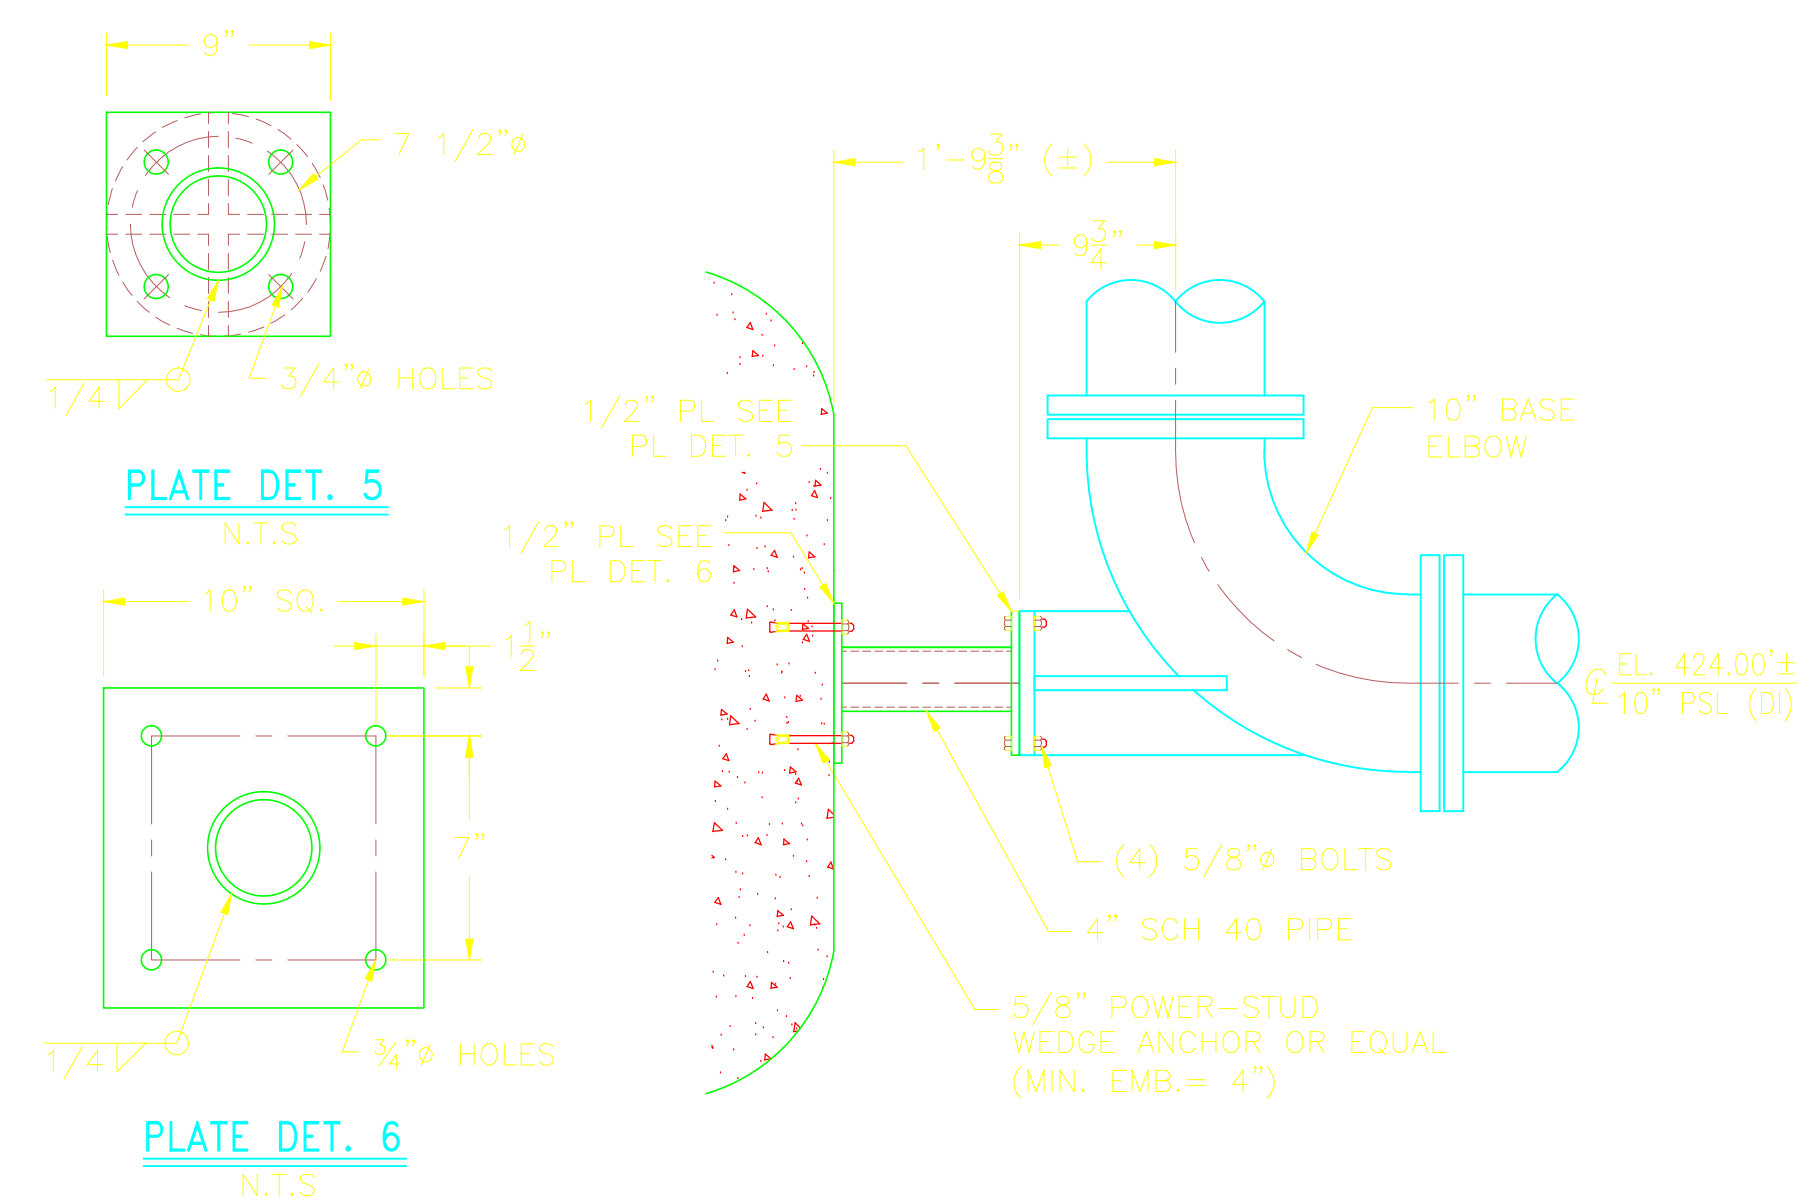 9"
7 1/2"ø
3/4"ø HOLES
1/4
PLATE DET. 5
N.T.S
10" SQ.
1 1/2"
7"
3/4"ø HOLES
1/4
PLATE DET. 6
N.T.S
1'-9 3/8" (±)
9 3/4"
1/2" PL SEE
PL DET. 5
1/2" PL SEE
PL DET. 6
10" BASE
ELBOW
℄ EL. 424.00'±
10" PSL (DI)
(4) 5/8"ø BOLTS
4" SCH 40 PIPE
5/8" POWER-STUD
WEDGE ANCHOR OR EQUAL
(MIN. EMB.= 4")